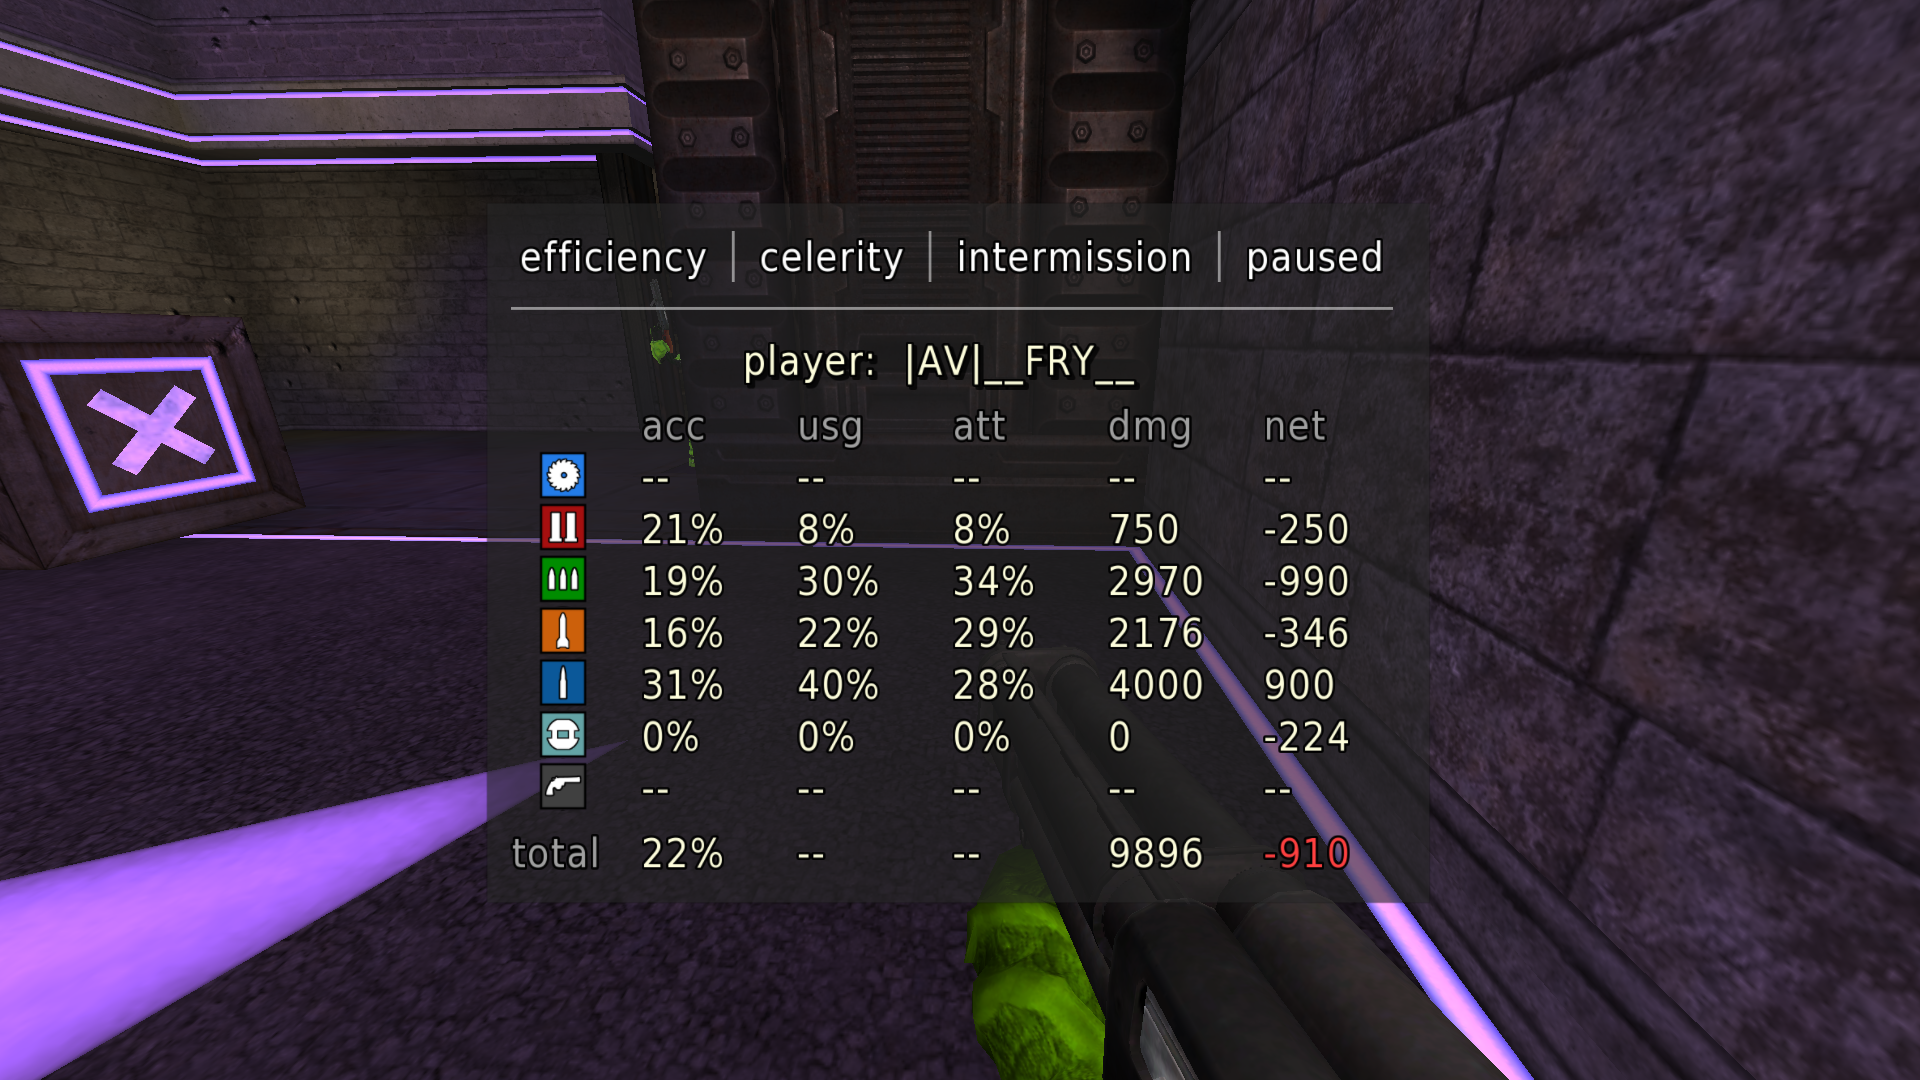 efficiency | celerity | intermission | paused
player: |AV|__FRY__
acc usg att dmg net
-- -- -- -- --
21% 8% 8% 750 -250
19% 30% 34% 2970 -990
16% 22% 29% 2176 -346
31% 40% 28% 4000 900
0% 0% 0% 0 -224
-- -- -- -- --
total 22% -- -- 9896 -910